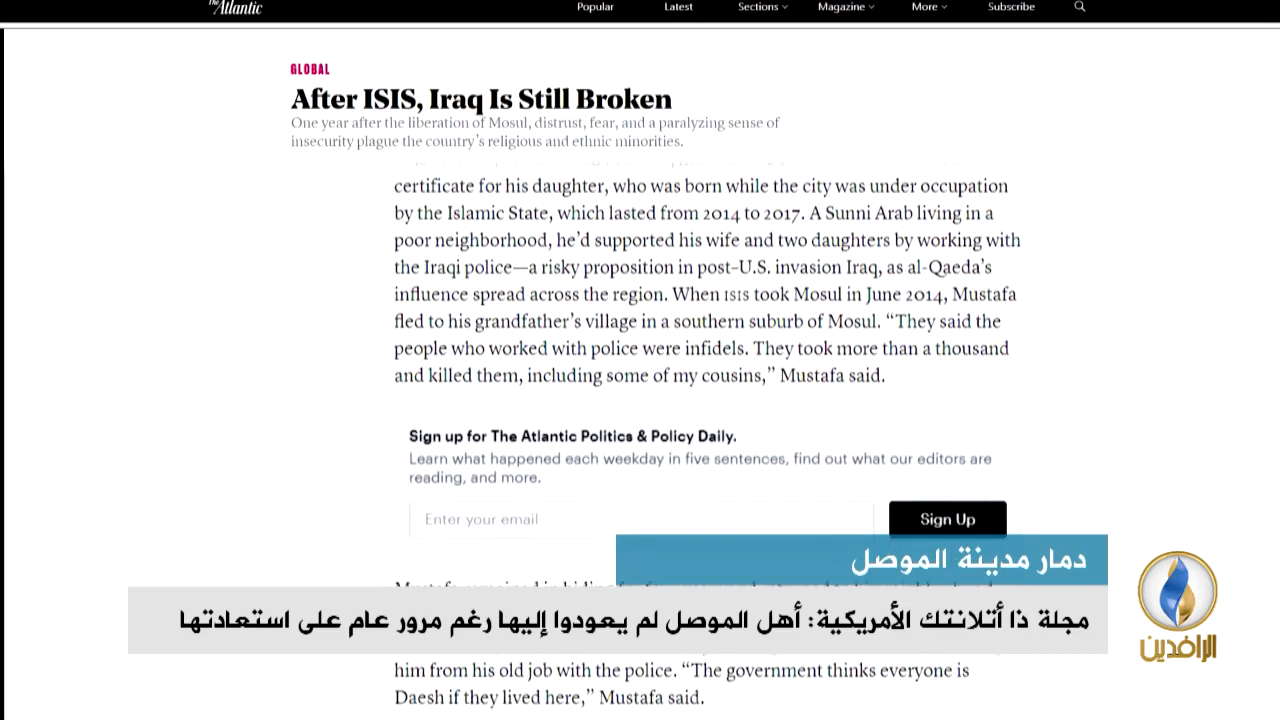 The Atlantic
Popular
Latest
Sections
Magazine
More
Subscribe
GLOBAL
After ISIS, Iraq Is Still Broken
One year after the liberation of Mosul, distrust, fear, and a paralyzing sense of
insecurity plague the country's religious and ethnic minorities.
certificate for his daughter, who was born while the city was under occupation
by the Islamic State, which lasted from 2014 to 2017. A Sunni Arab living in a
poor neighborhood, he'd supported his wife and two daughters by working with
the Iraqi police—a risky proposition in post–U.S. invasion Iraq, as al-Qaeda's
influence spread across the region. When ISIS took Mosul in June 2014, Mustafa
fled to his grandfather's village in a southern suburb of Mosul. “They said the
people who worked with police were infidels. They took more than a thousand
and killed them, including some of my cousins,” Mustafa said.
Sign up for The Atlantic Politics & Policy Daily.
Learn what happened each weekday in five sentences, find out what our editors are
reading, and more.
Enter your email
Sign Up
دمار مدينة الموصل
مجلة ذا أتلانتك الأمريكية: أهل الموصل لم يعودوا إليها رغم مرور عام على استعادتها
الرافدين
him from his old job with the police. “The government thinks everyone is
Daesh if they lived here,” Mustafa said.